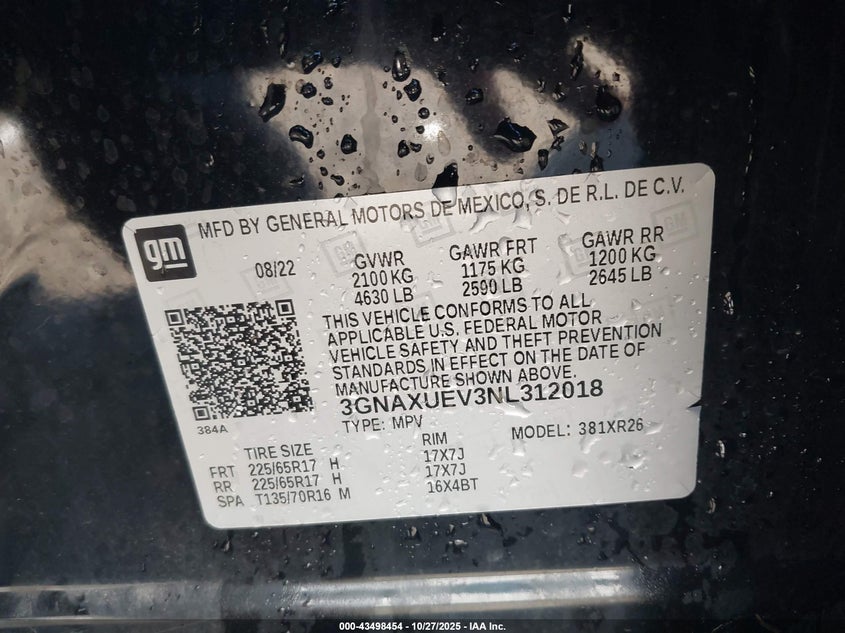 gm
MFD BY GENERAL MOTORS DE MEXICO, S. DE R.L. DE C.V.
08/22
GVWR GAWR FRT GAWR RR
2100 KG 1175 KG 1200 KG
4630 LB 2590 LB 2645 LB
THIS VEHICLE CONFORMS TO ALL
APPLICABLE U.S. FEDERAL MOTOR
VEHICLE SAFETY AND THEFT PREVENTION
STANDARDS IN EFFECT ON THE DATE OF
MANUFACTURE SHOWN ABOVE.
3GNAXUEV3NL312018
384A
TYPE: MPV MODEL: 381XR26
TIRE SIZE RIM
FRT 225/65R17 H 17X7J
RR 225/65R17 H 17X7J
SPA T135/70R16 M 16X4BT
000-43498454 - 10/27/2025 - IAA Inc.